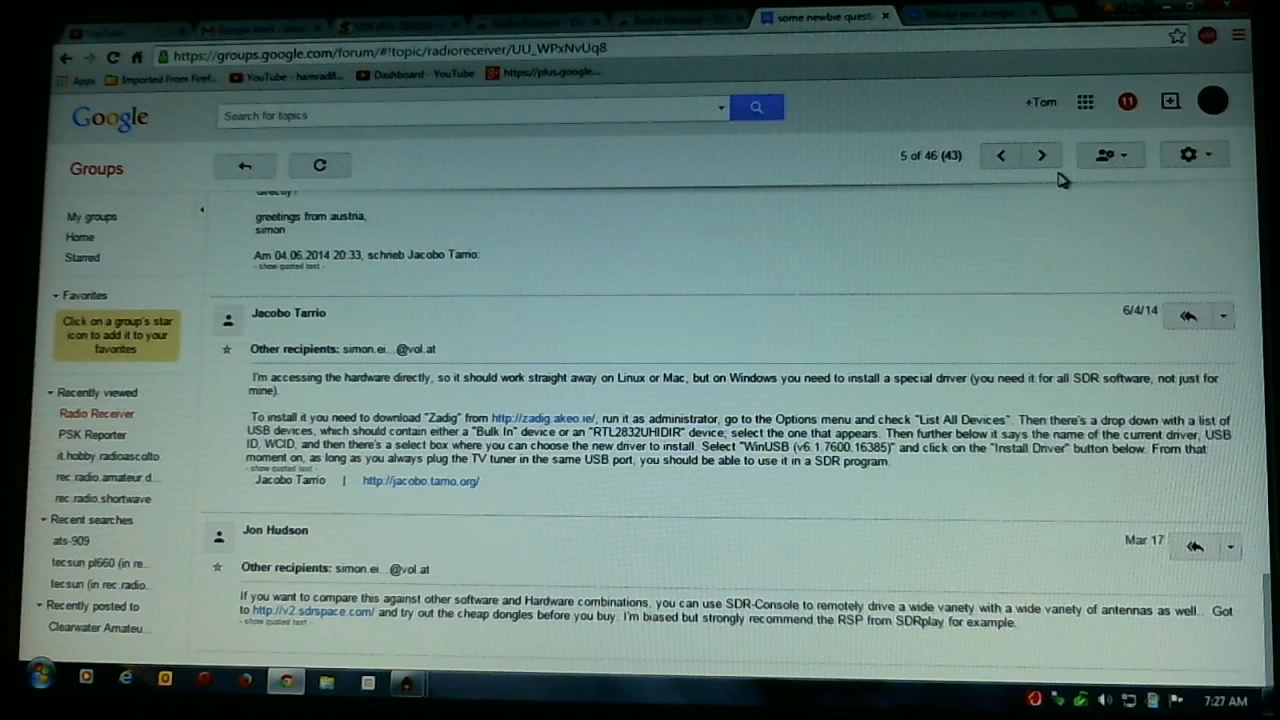 YouTube
some newbie quest
https://groups.google.com/forum/#!topic/radioreceiver/UU_WPxNvUq8
Apps Imported From Firef... YouTube - hamrad8... Dashboard - YouTube https://plus.google....
Google
Search for topics
+Tom
11
Groups
5 of 46 (43)
My groups
Home
Starred
Favorites
Click on a group's star
icon to add it to your
favorites
Recently viewed
Radio Receiver
PSK Reporter
it.hobby.radioascolto
rec.radio.amateur.d...
rec.radio.shortwave
Recent searches
ats-909
tecsun pl660 (in re...
tecsun (in rec.radio...
Recently posted to
Clearwater Amateu...
directly?
greetings from austria,
simon
Am 04.06.2014 20:33, schrieb Jacobo Tarrio:
- show quoted text -
Jacobo Tarrio
6/4/14
Other recipients: simon.ei...@vol.at
I'm accessing the hardware directly, so it should work straight away on Linux or Mac, but on Windows you need to install a special driver (you need it for all SDR software, not just for
mine).
To install it you need to download "Zadig" from http://zadig.akeo.ie/, run it as administrator, go to the Options menu and check "List All Devices". Then there's a drop down with a list of
USB devices, which should contain either a "Bulk In" device or an "RTL2832UHIDIR" device; select the one that appears. Then further below it says the name of the current driver, USB
ID, WCID, and then there's a select box where you can choose the new driver to install. Select "WinUSB (v6.1.7600.16385)" and click on the "Install Driver" button below. From that
moment on, as long as you always plug the TV tuner in the same USB port, you should be able to use it in a SDR program.
- show quoted text -
Jacobo Tarrio | http://jacobo.tarrio.org/
Jon Hudson
Mar 17
Other recipients: simon.ei...@vol.at
If you want to compare this against other software and Hardware combinations, you can use SDR-Console to remotely drive a wide variety with a wide variety of antennas as well. Got
to http://v2.sdrspace.com/ and try out the cheap dongles before you buy. I'm biased but strongly recommend the RSP from SDRplay for example.
- show quoted text -
7:27 AM